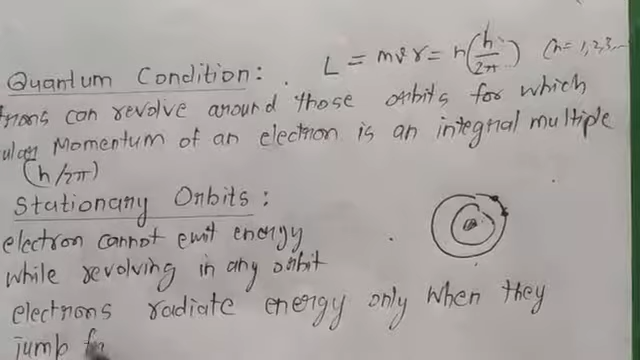 L = mvr = n(h/2π) (n = 1,2,3...
Quantum Condition:
trons can revolve around those orbits for which
ular Momentum of an electron is an integral multiple
(h/2π)
Stationary Orbits:
electron cannot emit energy
while revolving in any orbit
electrons radiate energy only when they
jump